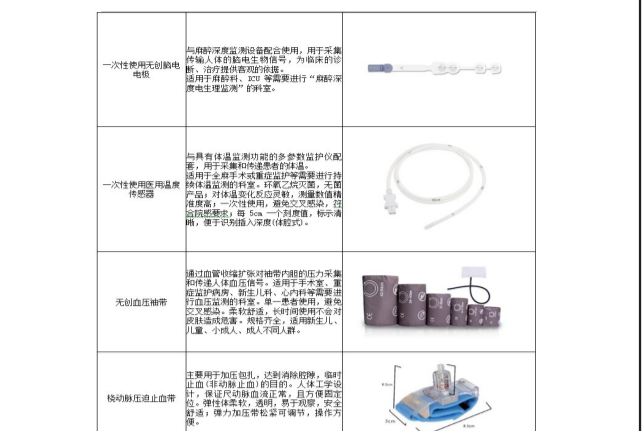 一次性使用无创脑电
电极
与麻醉深度监测设备配合使用，用于采集
传输人体的脑电生物信号，为临床的诊
断、治疗提供客观的依据。
适用于麻醉科、ICU 等需要进行“麻醉深
度电生理监测”的科室。
一次性使用医用温度
传感器
与具有体温监测功能的多参数监护仪配
套，用于采集和传递患者的体温。
适用于全麻手术或重症监护等需要进行持
续体温监测的科室。环氧乙烷灭菌，无菌
产品；对体温变化反应灵敏，测量数值精
准度高；一次性使用，避免交叉感染，符
合院感要求；每 5cm 一个刻度值，标示清
晰，便于识别插入深度(体腔式)。
无创血压袖带
通过血管收缩扩张对袖带内胆的压力采集
和传递人体血压信号。适用于手术室、重
症监护病房、新生儿科、心内科等需要进
行血压监测的科室。单一患者使用，避免
交叉感染。柔软舒适，长时间使用不会对
皮肤造成危害。规格齐全，适用新生儿、
儿童、小成人、成人不同人群。
桡动脉压迫止血带
主要用于加压包扎，达到消除腔隙，临时
止血(非动脉止血)的目的。人体工学设
计，保证尺动脉血流正常，且方便固定
位。弹性体柔软，透明，易于观察，安全
舒适；弹力加压带松紧可调节，操作方
便。